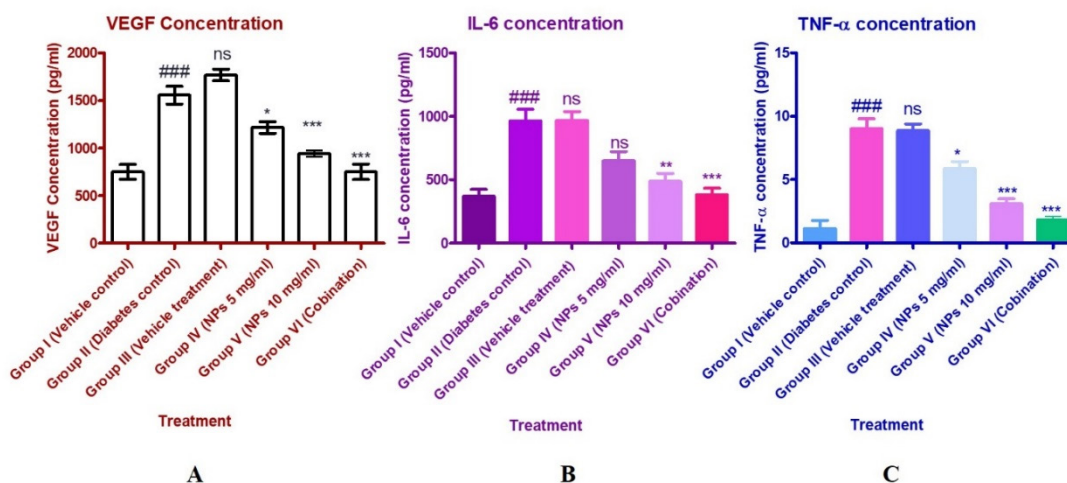 VEGF Concentration
VEGF Concentration (pg/ml)
2000
1500
1000
500
0
###
ns
*
***
***
Group I (Vehicle control)
Group II (Diabetes control)
Group III (Vehicle treatment)
Group IV (NPs 5 mg/ml)
Group V (NPs 10 mg/ml)
Group VI (Cobination)
Treatment
A
IL-6 concentration
IL-6 concentration (pg/ml)
1500
1000
500
0
###
ns
ns
**
***
Group I (Vehicle control)
Group II (Diabetes control)
Group III (Vehicle treatment)
Group IV (NPs 5 mg/ml)
Group V (NPs 10 mg/ml)
Group VI (Cobination)
Treatment
B
TNF-α concentration
TNF-α concentration (pg/ml)
15
10
5
0
###
ns
*
***
***
Group I (Vehicle control)
Group II (Diabetes control)
Group III (Vehicle treatment)
Group IV (NPs 5 mg/ml)
Group V (NPs 10 mg/ml)
Group VI (Cobination)
Treatment
C